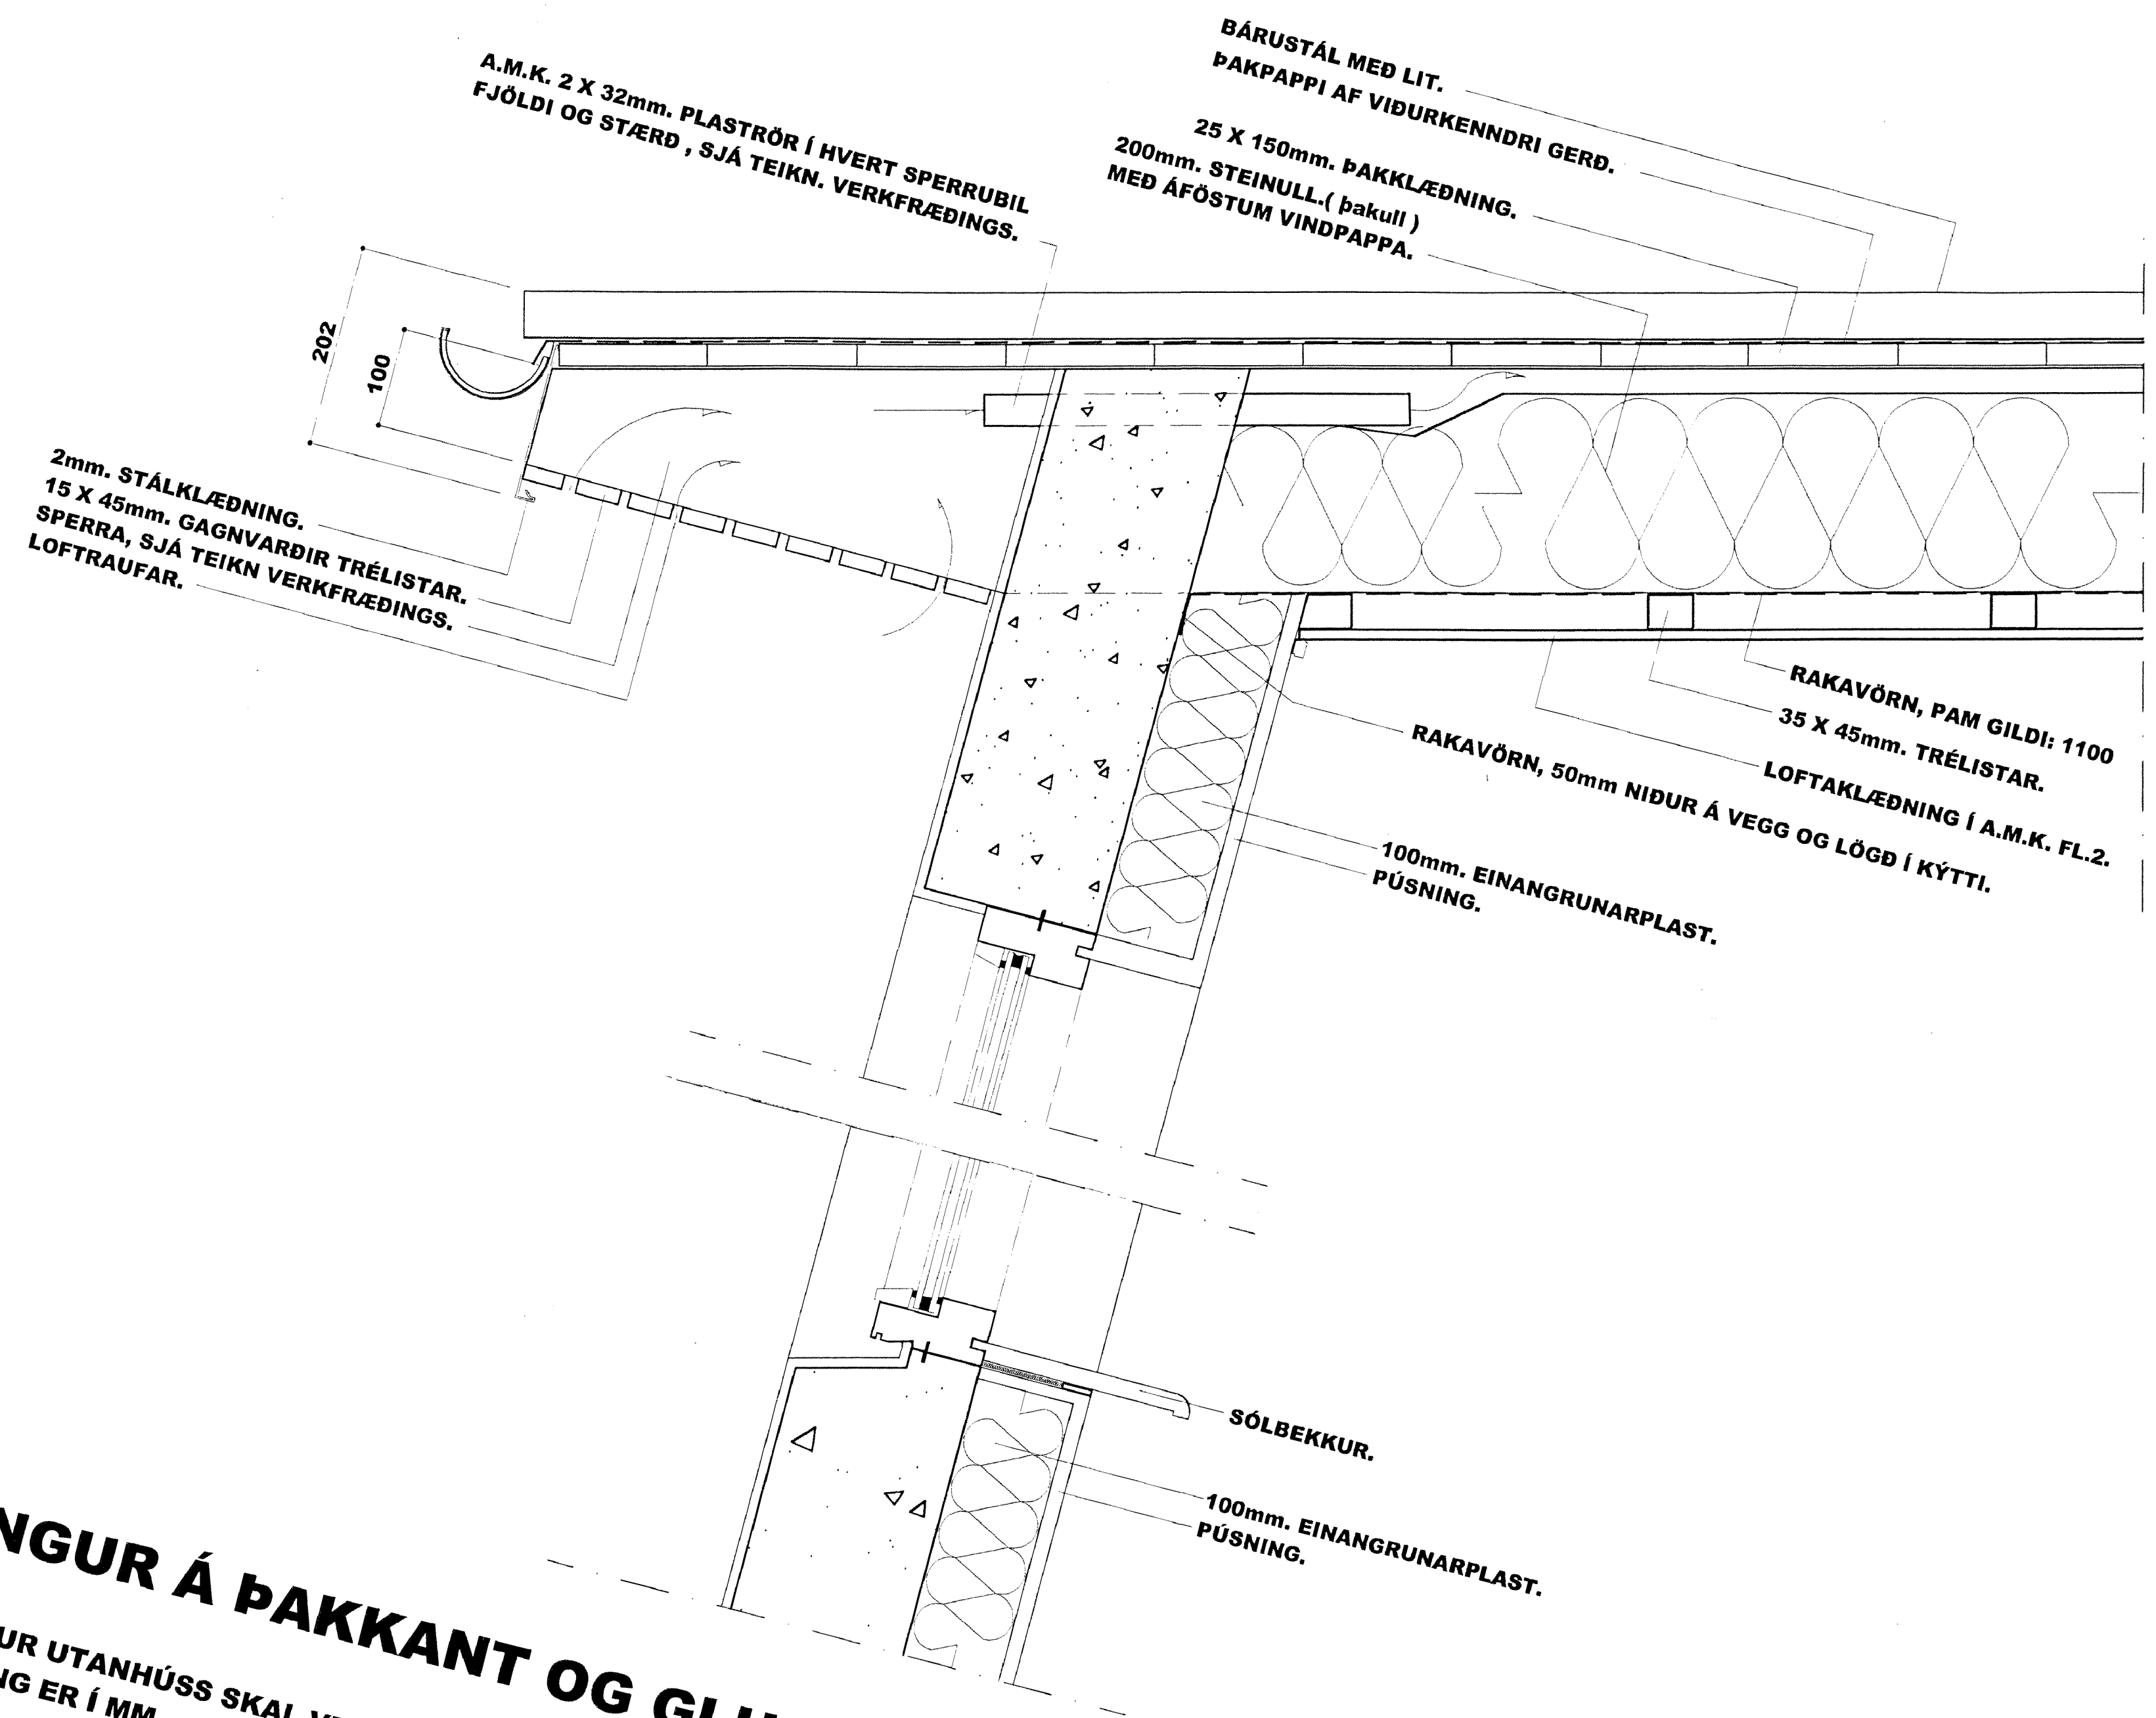 BÁRUSTÁL MEÐ LIT.
ÞAKPAPPI AF VIÐURKENNDRI GERÐ.
25 X 150mm. ÞAKKLÆÐNING.
200mm. STEINULL.( þakull )
MEÐ ÁFÖSTUM VINDPAPPA.
A.M.K. 2 X 32mm. PLASTRÖR Í HVERT SPERRUBIL
FJÖLDI OG STÆRÐ , SJÁ TEIKN. VERKFRÆÐINGS.
202
100
2mm. STÁLKLÆÐNING.
15 X 45mm. GAGNVARÐIR TRÉLISTAR.
SPERRA, SJÁ TEIKN VERKFRÆÐINGS.
LOFTRAUFAR.
RAKAVÖRN, PAM GILDI: 1100
35 X 45mm. TRÉLISTAR.
LOFTAKLÆÐNING Í A.M.K. FL.2.
RAKAVÖRN, 50mm NIÐUR Á VEGG OG LÖGÐ Í KÝTTI.
100mm. EINANGRUNARPLAST.
PÚSNING.
SÓLBEKKUR.
100mm. EINANGRUNARPLAST.
PÚSNING.
NGUR Á ÞAKKANT OG
UR UTANHÚSS SKAL
NG ER Í MM